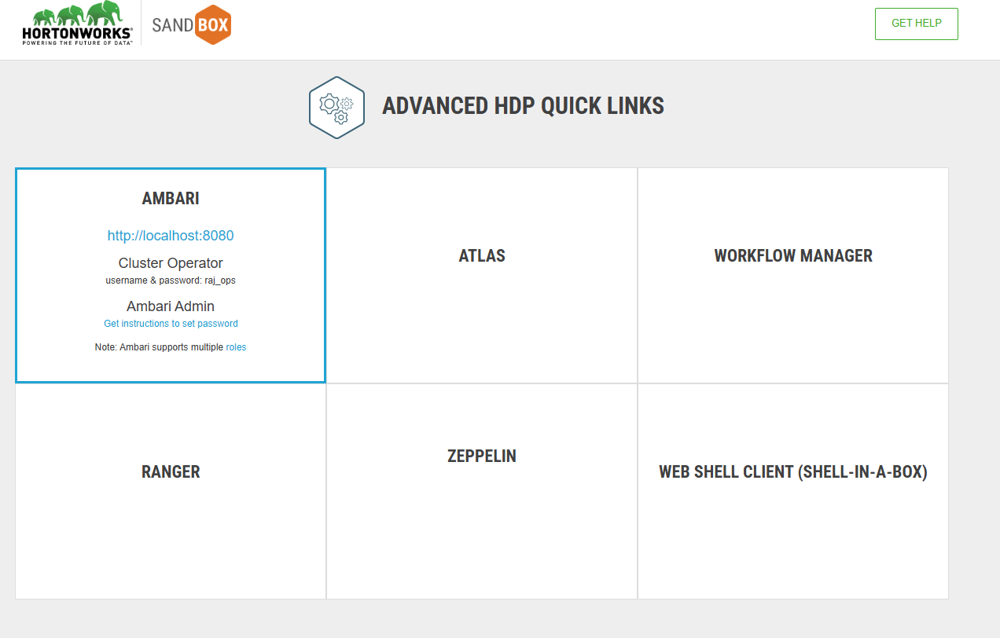 HORTONWORKS
POWERING THE FUTURE OF DATA™
SANDBOX
GET HELP
ADVANCED HDP QUICK LINKS
AMBARI
http://localhost:8080
Cluster Operator
username & password: raj_ops
Ambari Admin
Get instructions to set password
Note: Ambari supports multiple roles
ATLAS
WORKFLOW MANAGER
RANGER
ZEPPELIN
WEB SHELL CLIENT (SHELL-IN-A-BOX)